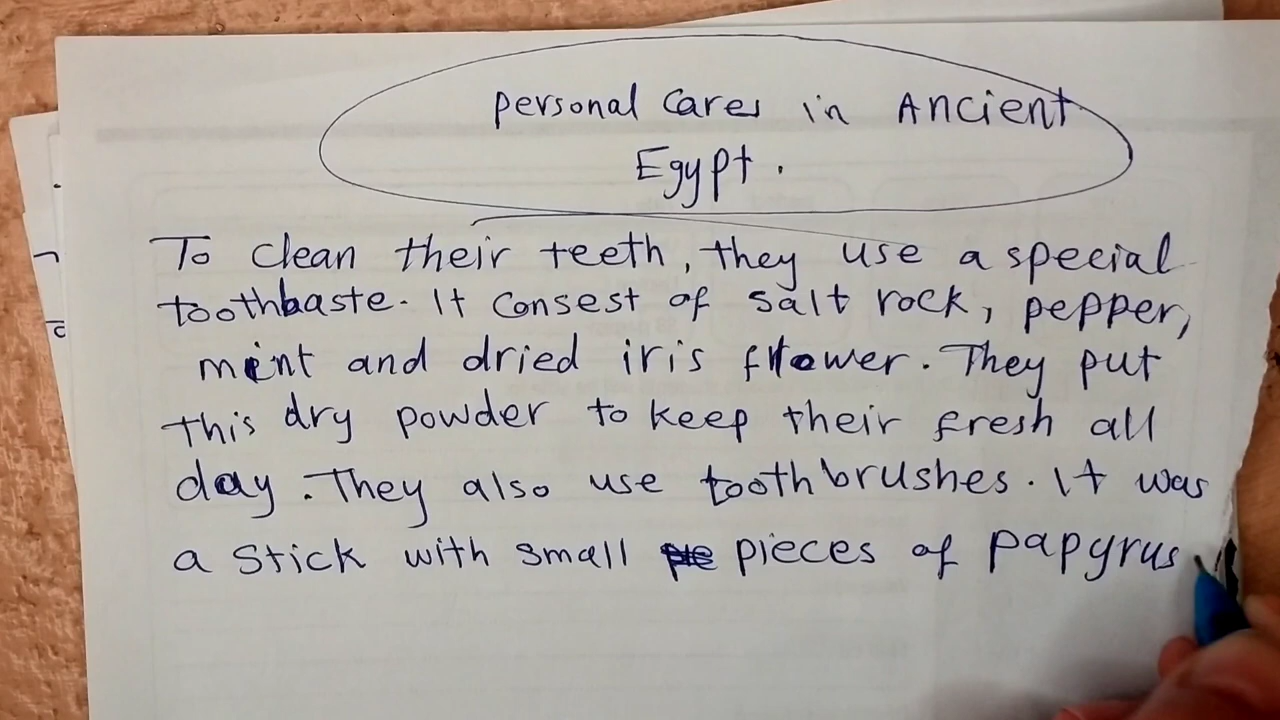 personal Cares in Ancient
Egypt.
To clean their teeth, they use a special
toothbaste. It consest of salt rock, pepper,
mint and dried iris flower. They put
this dry powder to keep their fresh all
day. They also use toothbrushes. It was
a stick with small pieces of papyrus